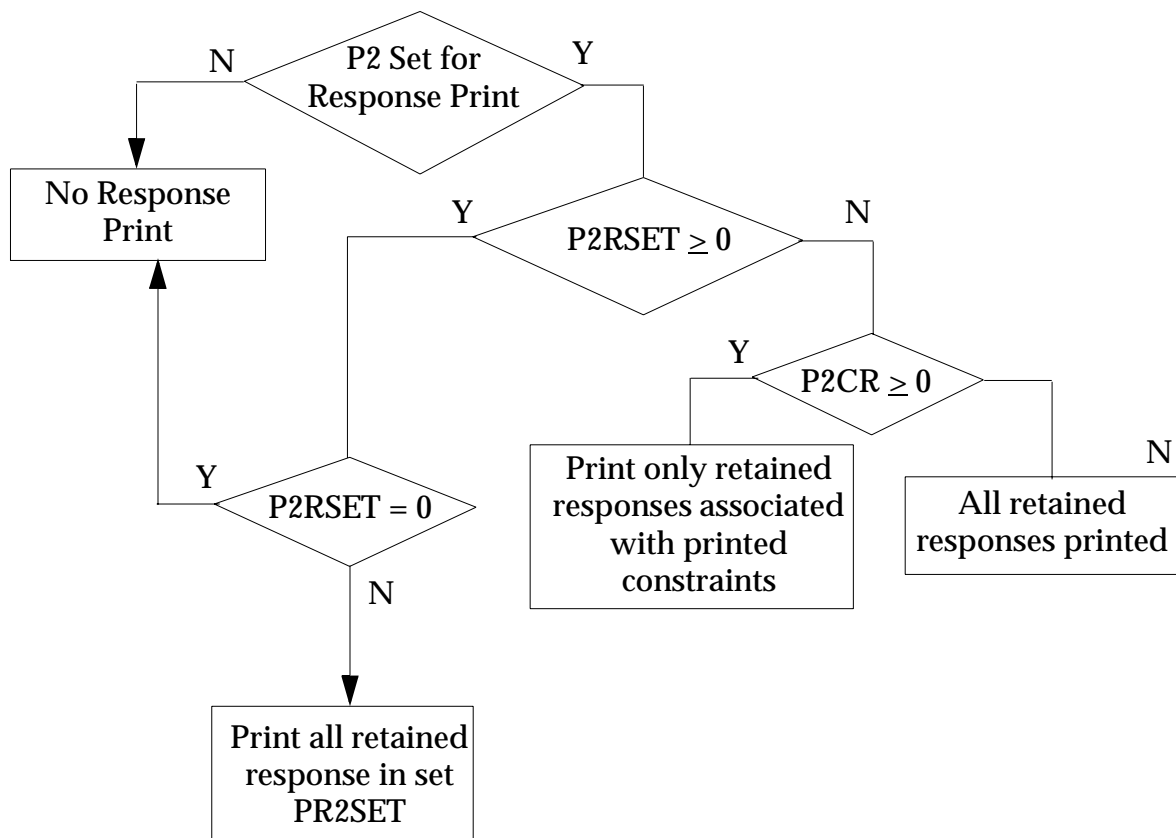 P2 Set for
Response Print
N
Y
No Response
Print
Y
P2RSET ≥ 0
N
Y
P2CR ≥ 0
N
Print only retained
responses associated
with printed
constraints
All retained
responses printed
Y
P2RSET = 0
N
Print all retained
response in set
PR2SET